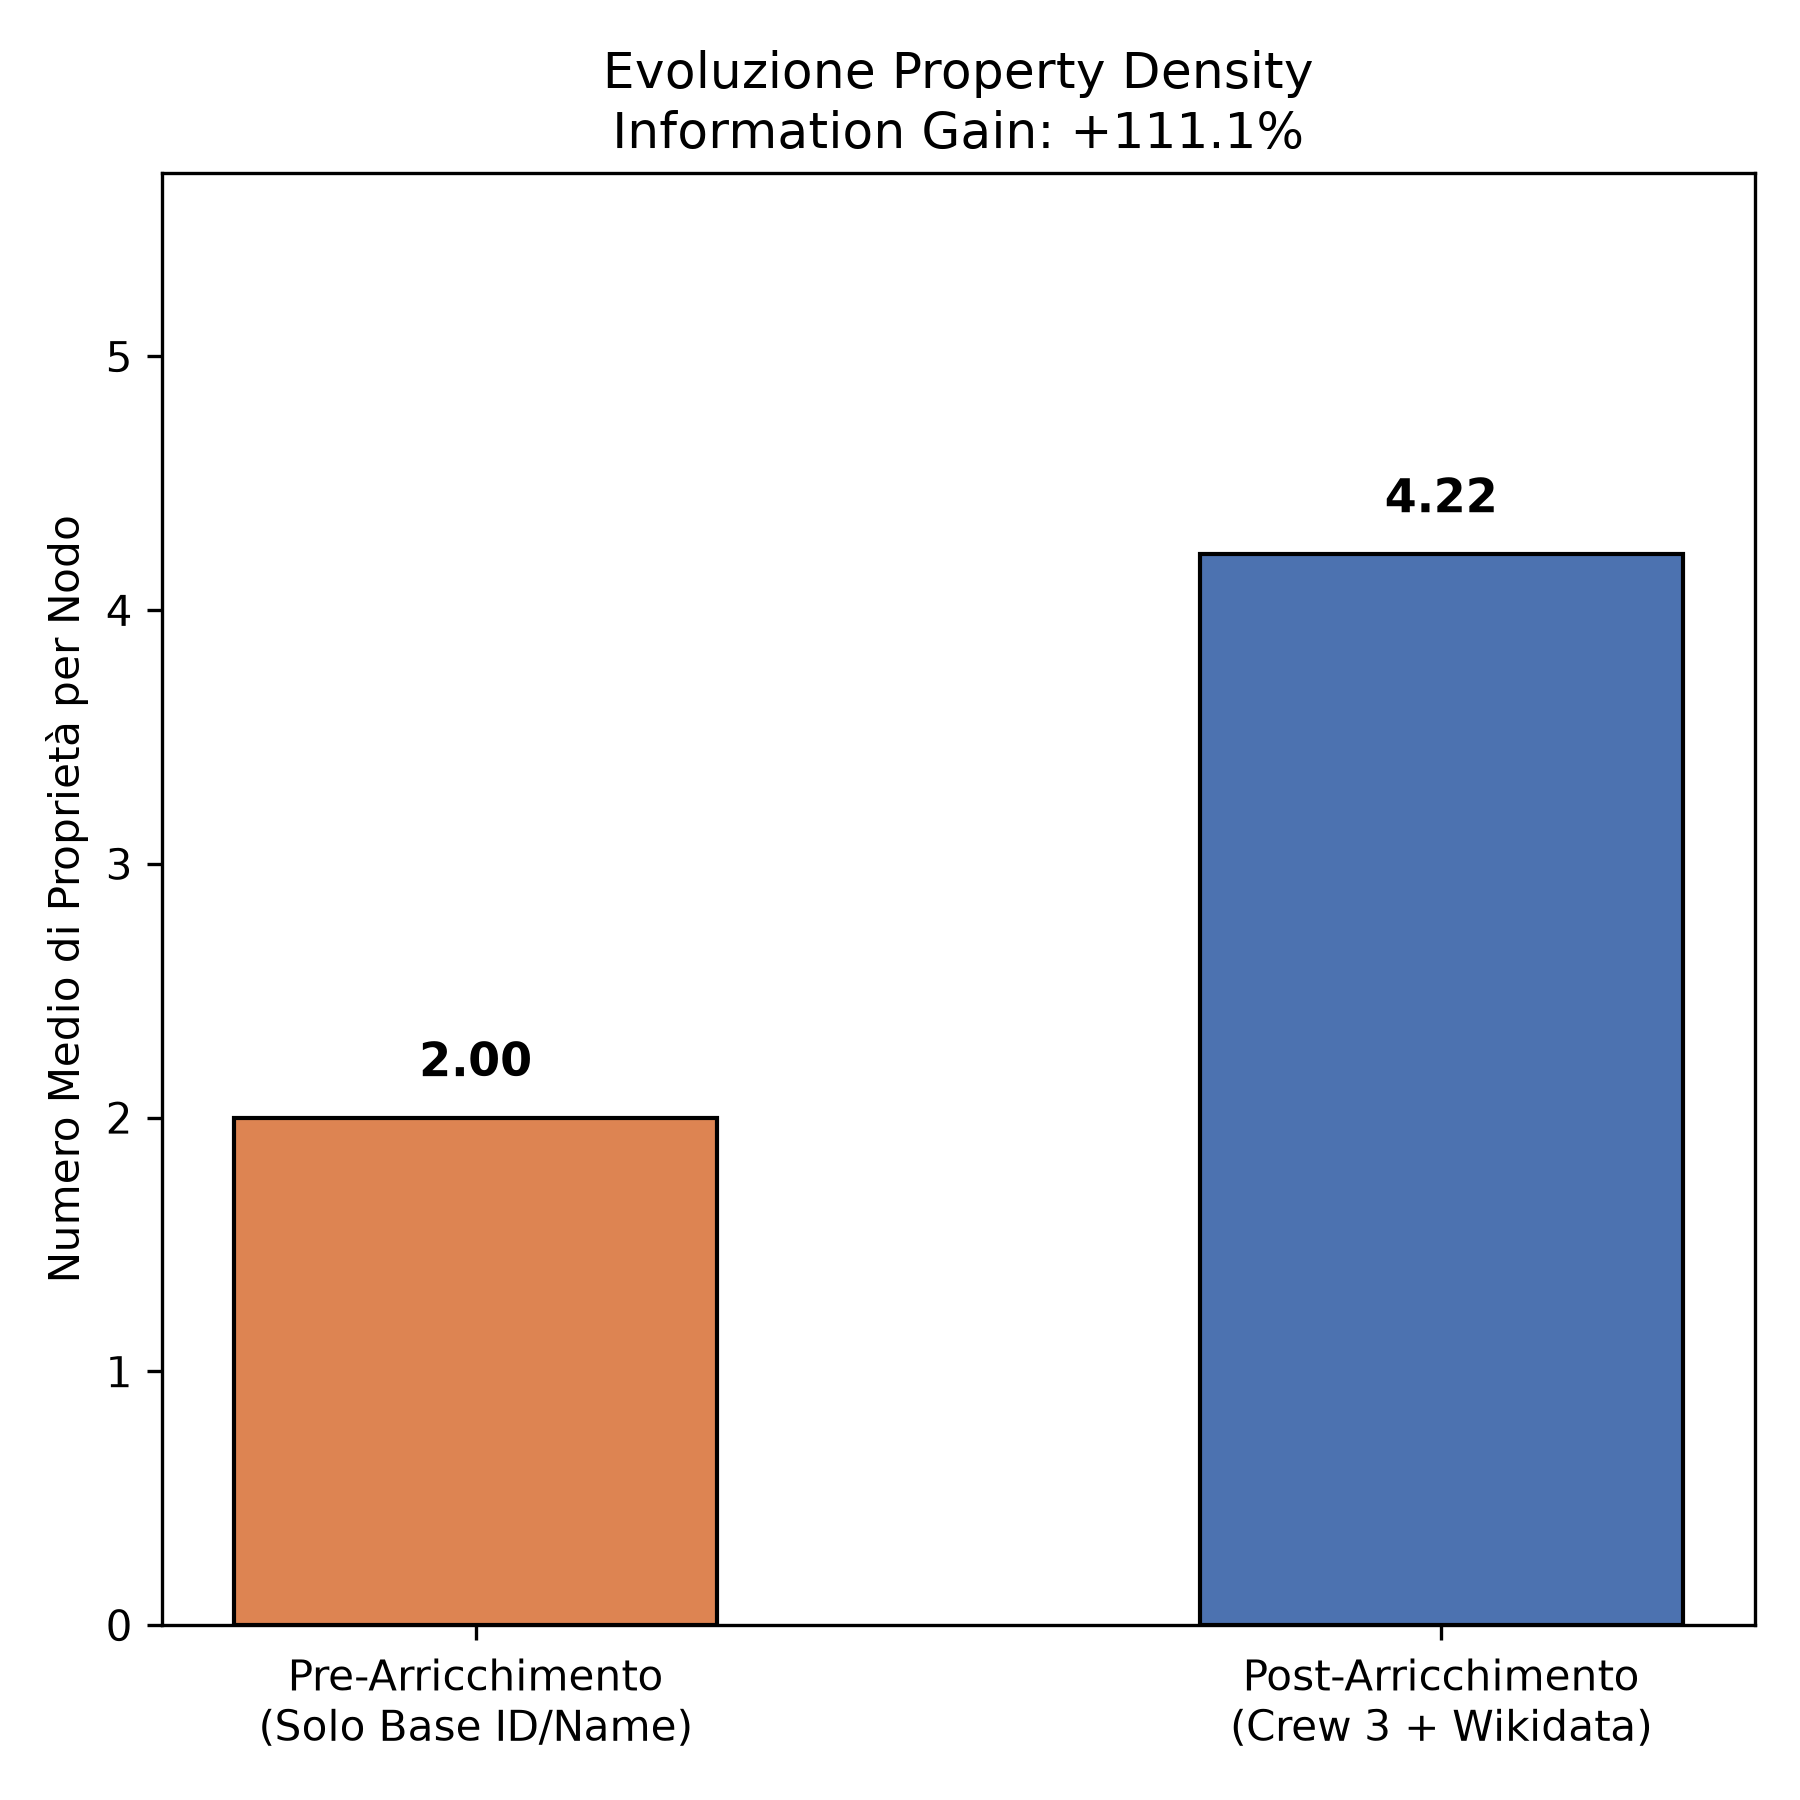 Evoluzione Property Density
Information Gain: +111.1%
Numero Medio di Proprietà per Nodo
5
4
3
2
1
0
2.00
4.22
Pre-Arricchimento
(Solo Base ID/Name)
Post-Arricchimento
(Crew 3 + Wikidata)